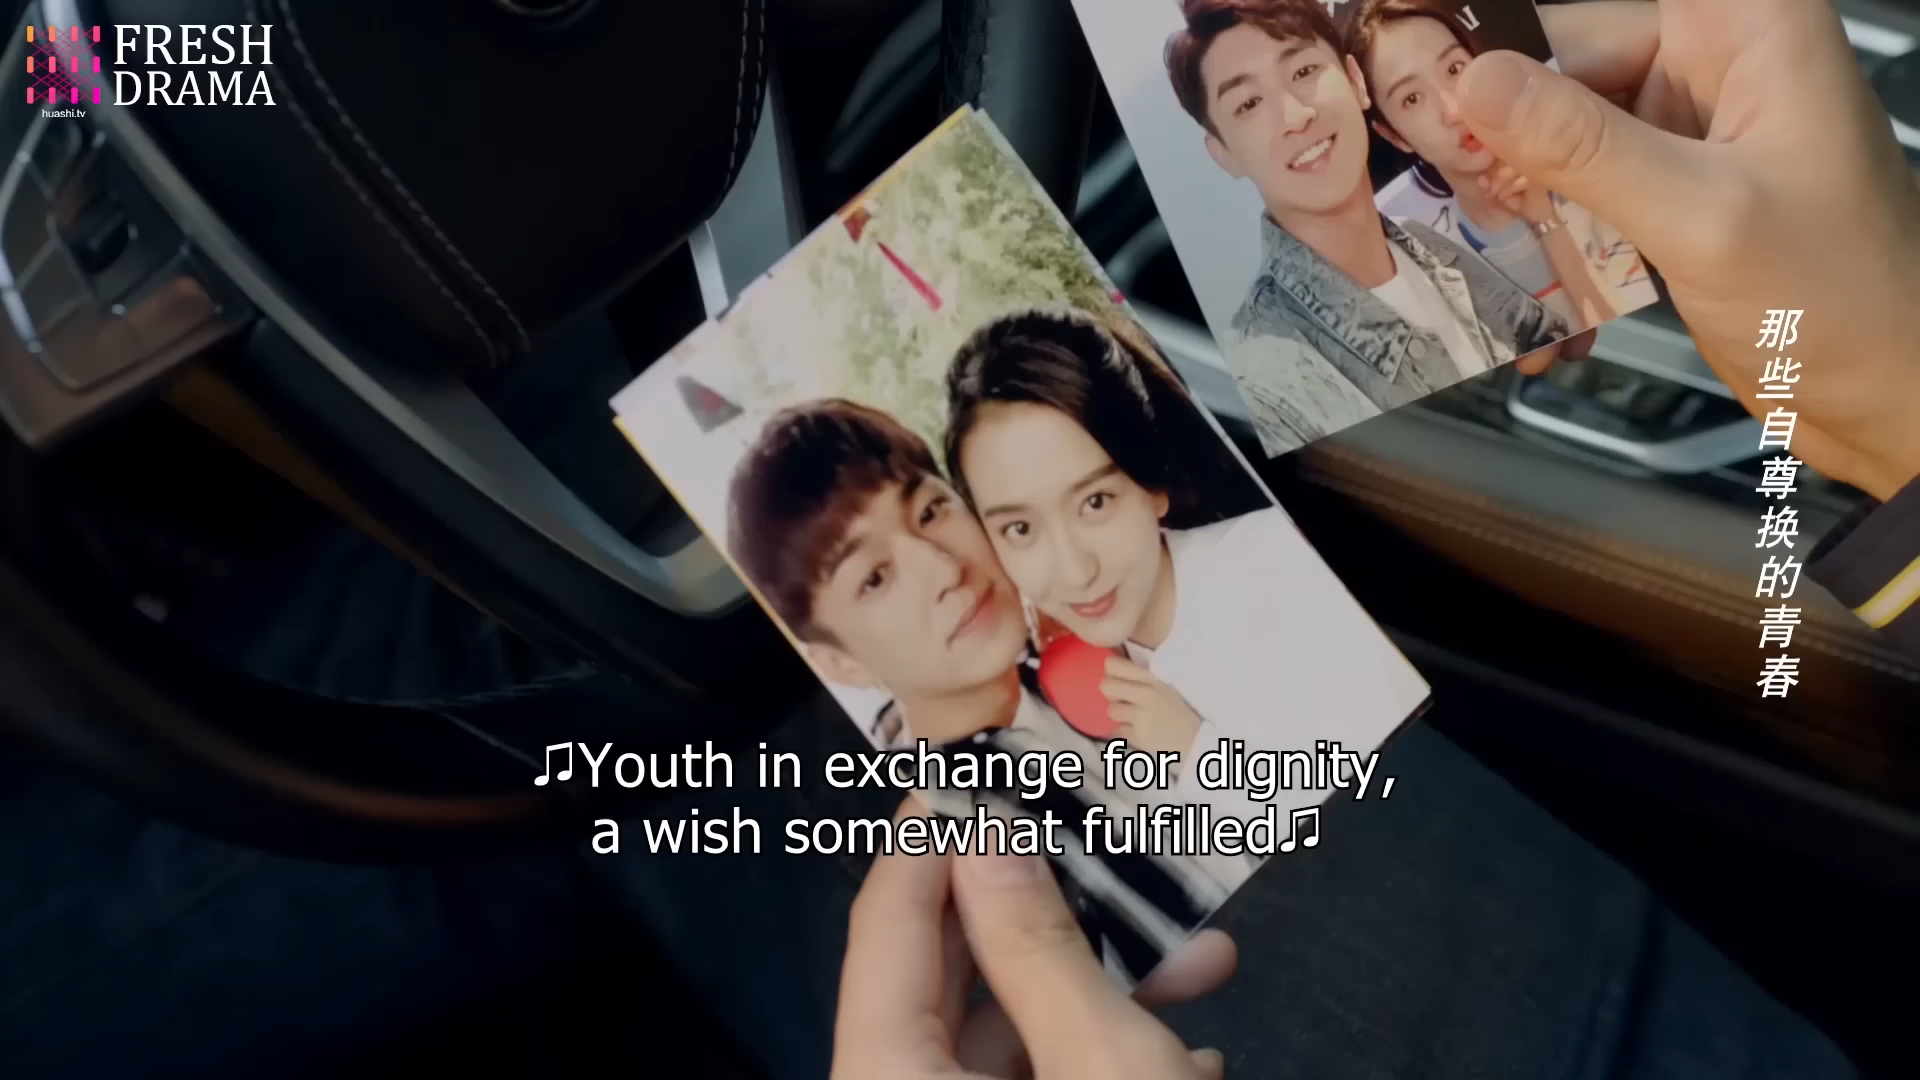 FRESH
DRAMA
huashi.tv
那些自尊换的青春
♫Youth in exchange for dignity,
a wish somewhat fulfilled♫